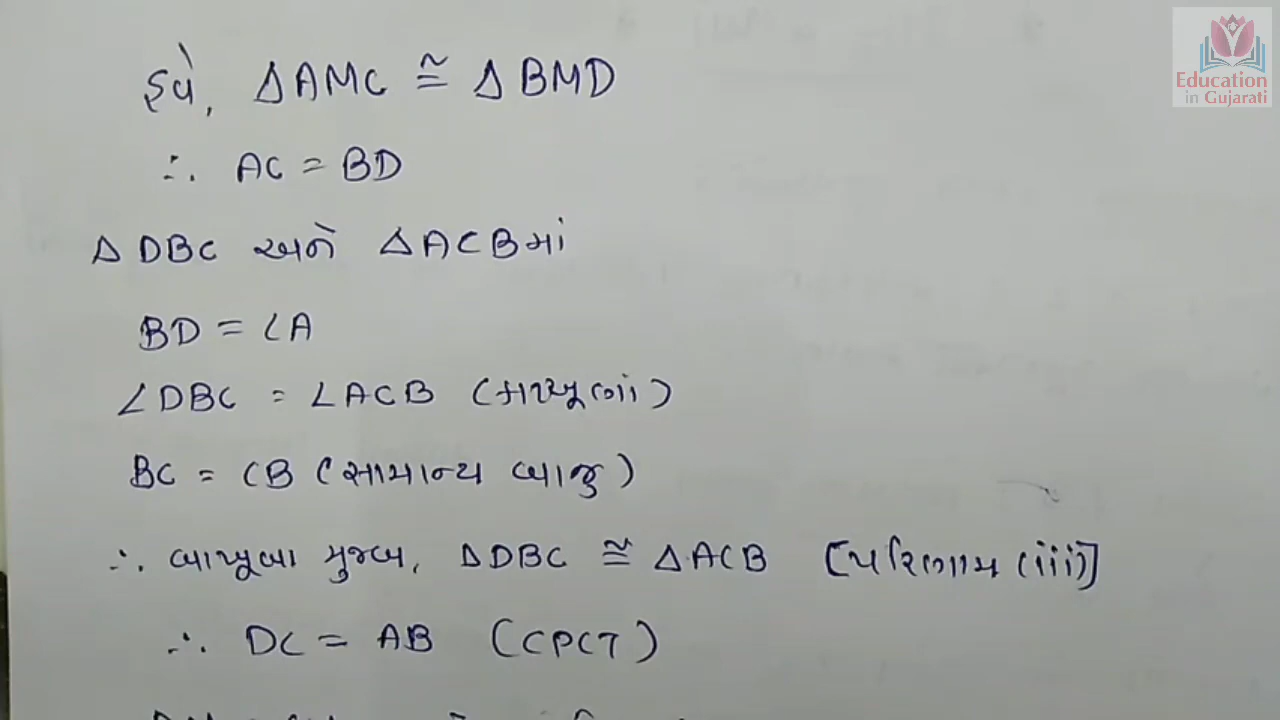 Education
in Gujarati
હવે, ΔAMC ≅ ΔBMD
∴ AC = BD
Δ DBC અને ΔACBમાં
BD = CA
∠DBC = ∠ACB (કાટખૂણાં)
BC = CB (સામાન્ય બાજુ)
∴ બાખૂબા મુજબ, ΔDBC ≅ ΔACB [પરિણામ (iii)]
∴ DC = AB (CPCT)